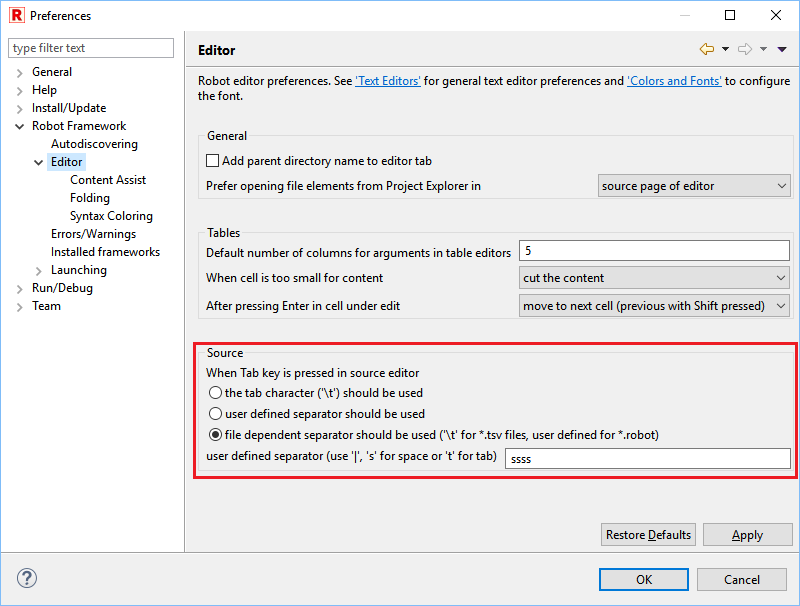 R Preferences
type filter text
General
Help
Install/Update
Robot Framework
Autodiscovering
Editor
Content Assist
Folding
Syntax Coloring
Errors/Warnings
Installed frameworks
Launching
Run/Debug
Team
Editor
Robot editor preferences. See 'Text Editors' for general text editor preferences and 'Colors and Fonts' to configure
the font.
General
Add parent directory name to editor tab
Prefer opening file elements from Project Explorer in source page of editor
Tables
Default number of columns for arguments in table editors 5
When cell is too small for content cut the content
After pressing Enter in cell under edit move to next cell (previous with Shift pressed)
Source
When Tab key is pressed in source editor
the tab character ('\t') should be used
user defined separator should be used
file dependent separator should be used ('\t' for *.tsv files, user defined for *.robot)
user defined separator (use '|', 's' for space or 't' for tab) ssss
Restore Defaults Apply
? OK Cancel